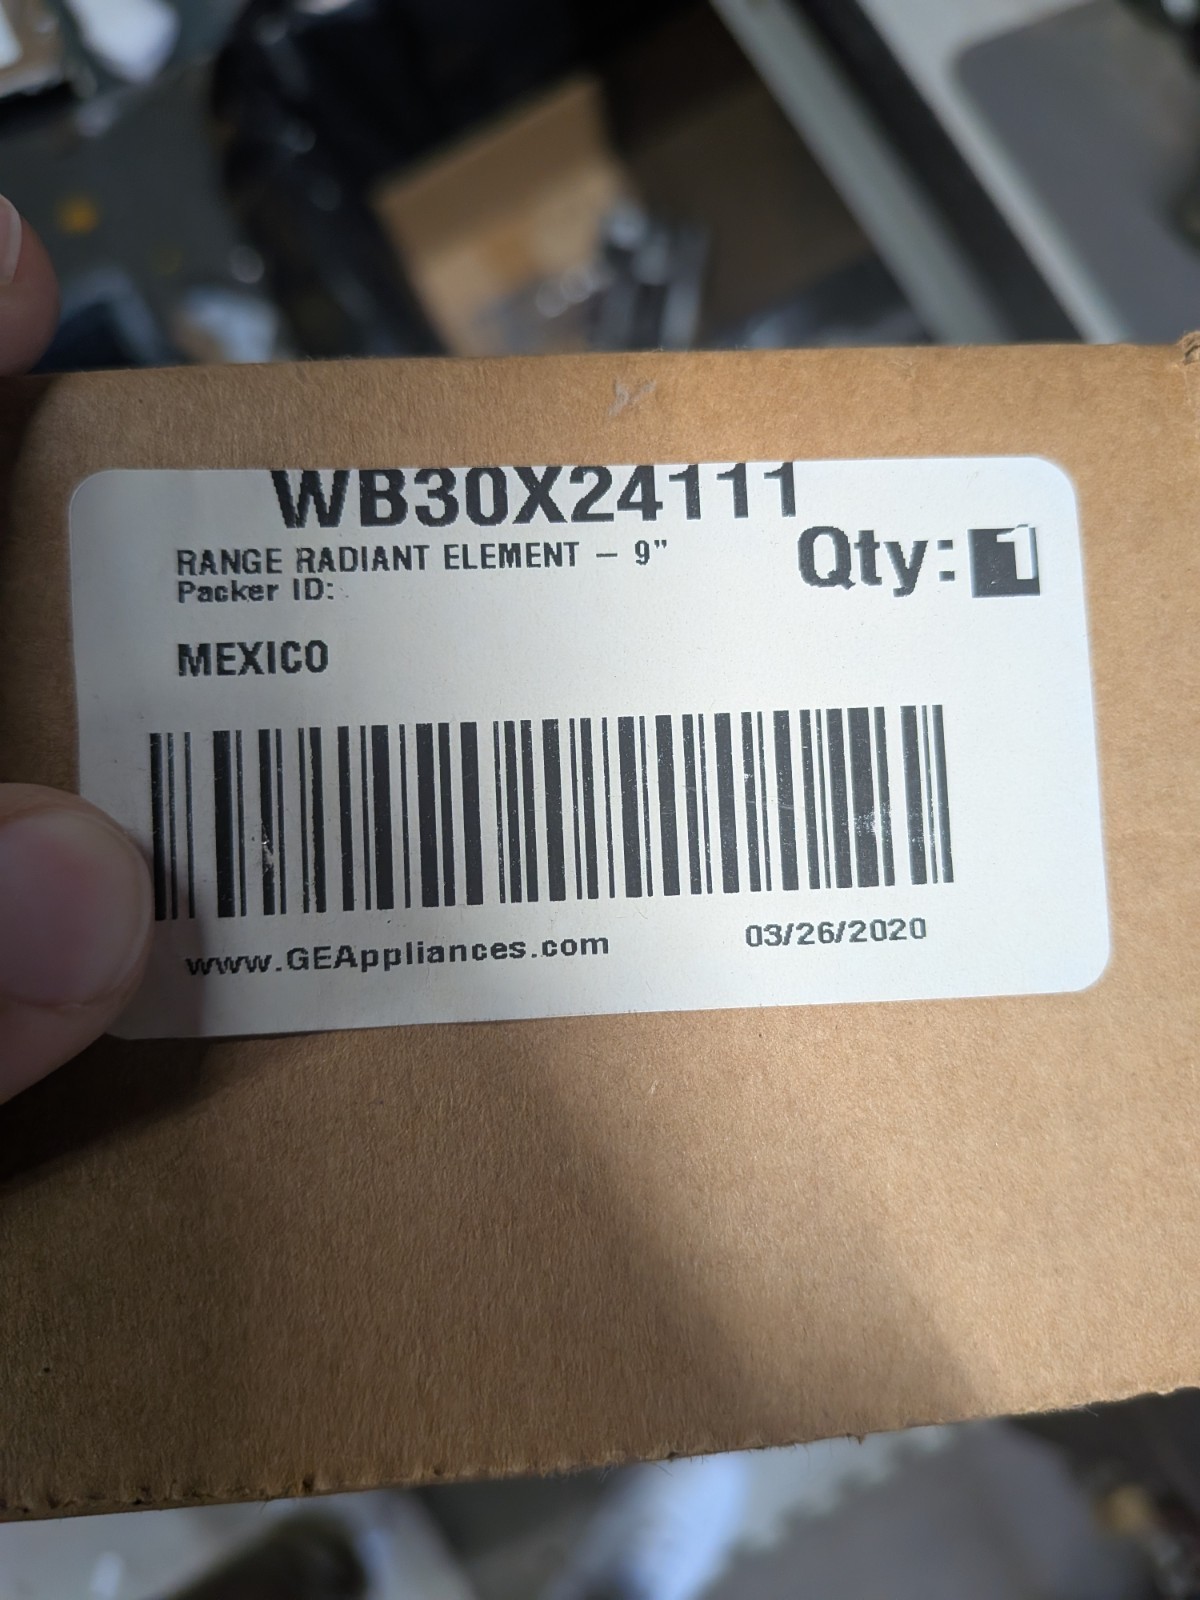 WB30X24111
RANGE RADIANT ELEMENT – 9"
Qty: 1
Packer ID:
MEXICO
www.GEAppliances.com
03/26/2020